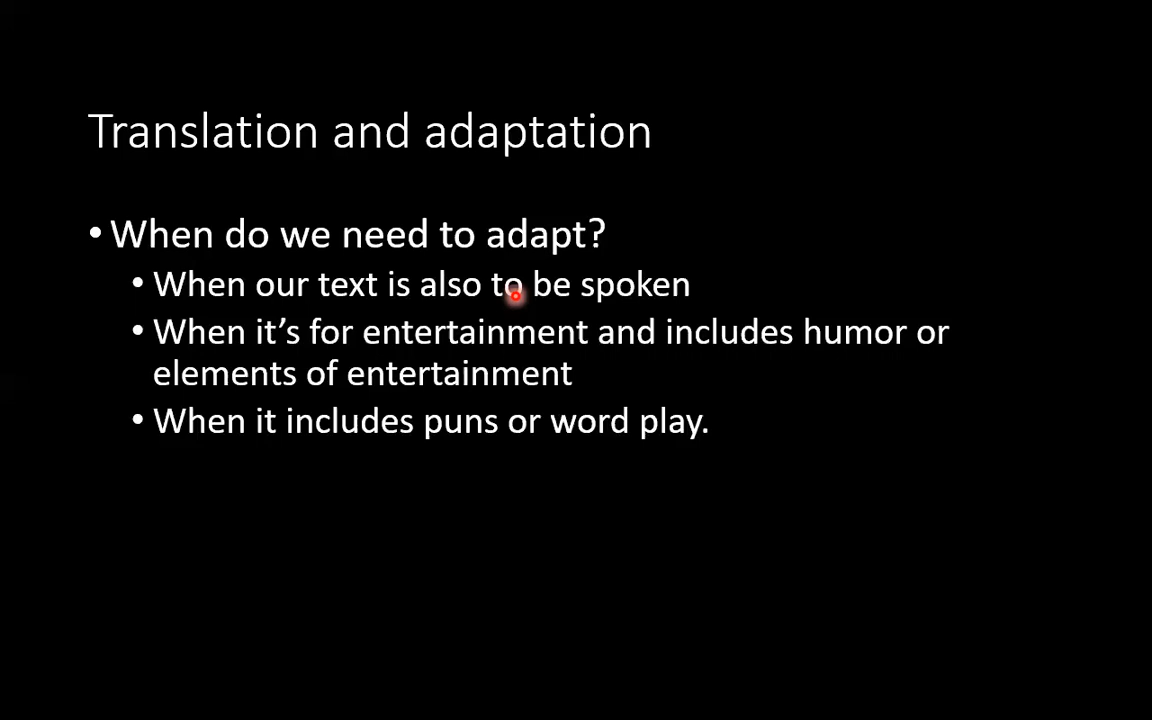 Translation and adaptation
• When do we need to adapt?
• When our text is also to be spoken
• When it’s for entertainment and includes humor or
elements of entertainment
• When it includes puns or word play.